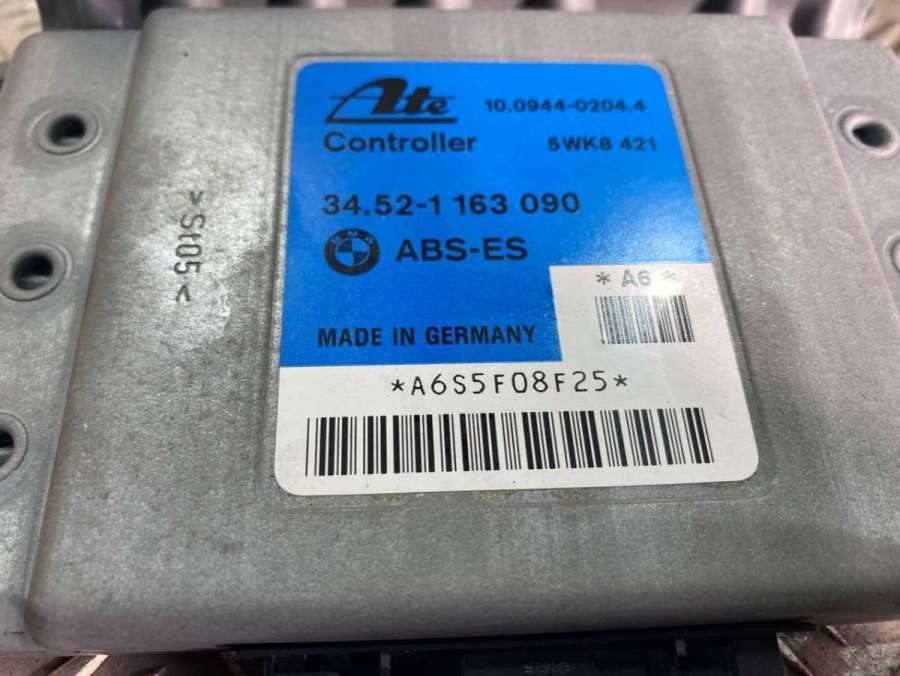 Ate 10.0944-0204.4
Controller 5WK8 421
34.52-1 163 090
BMW ABS-ES
* A6 *
MADE IN GERMANY
*A6S5F08F25*
>St05<